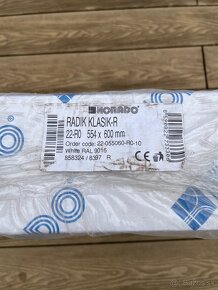 KORADO
RADIK KLASIK-R
22-R0 554 x 600 mm
Order code: 22-055060-R0-10
White RAL 9016
858324 / 8397 R
CE